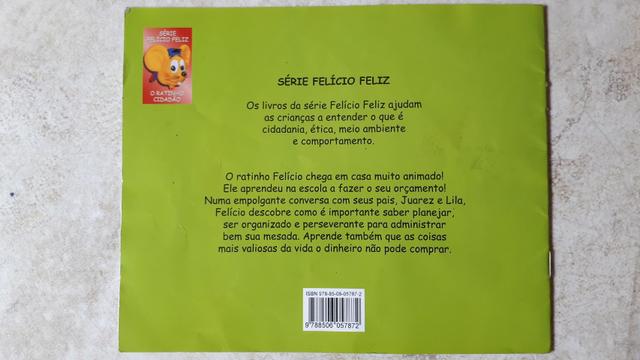 SÉRIE
FELÍCIO FELIZ
O RATINHO
CIDADÃO
SÉRIE FELÍCIO FELIZ
Os livros da série Felício Feliz ajudam
as crianças a entender o que é
cidadania, ética, meio ambiente
e comportamento.
O ratinho Felício chega em casa muito animado!
Ele aprendeu na escola a fazer o seu orçamento!
Numa empolgante conversa com seus pais, Juarez e Lila,
Felício descobre como é importante saber planejar,
ser organizado e perseverante para administrar
bem sua mesada. Aprende também que as coisas
mais valiosas da vida o dinheiro não pode comprar.
ISBN 978-85-06-05787-2
9788506057872